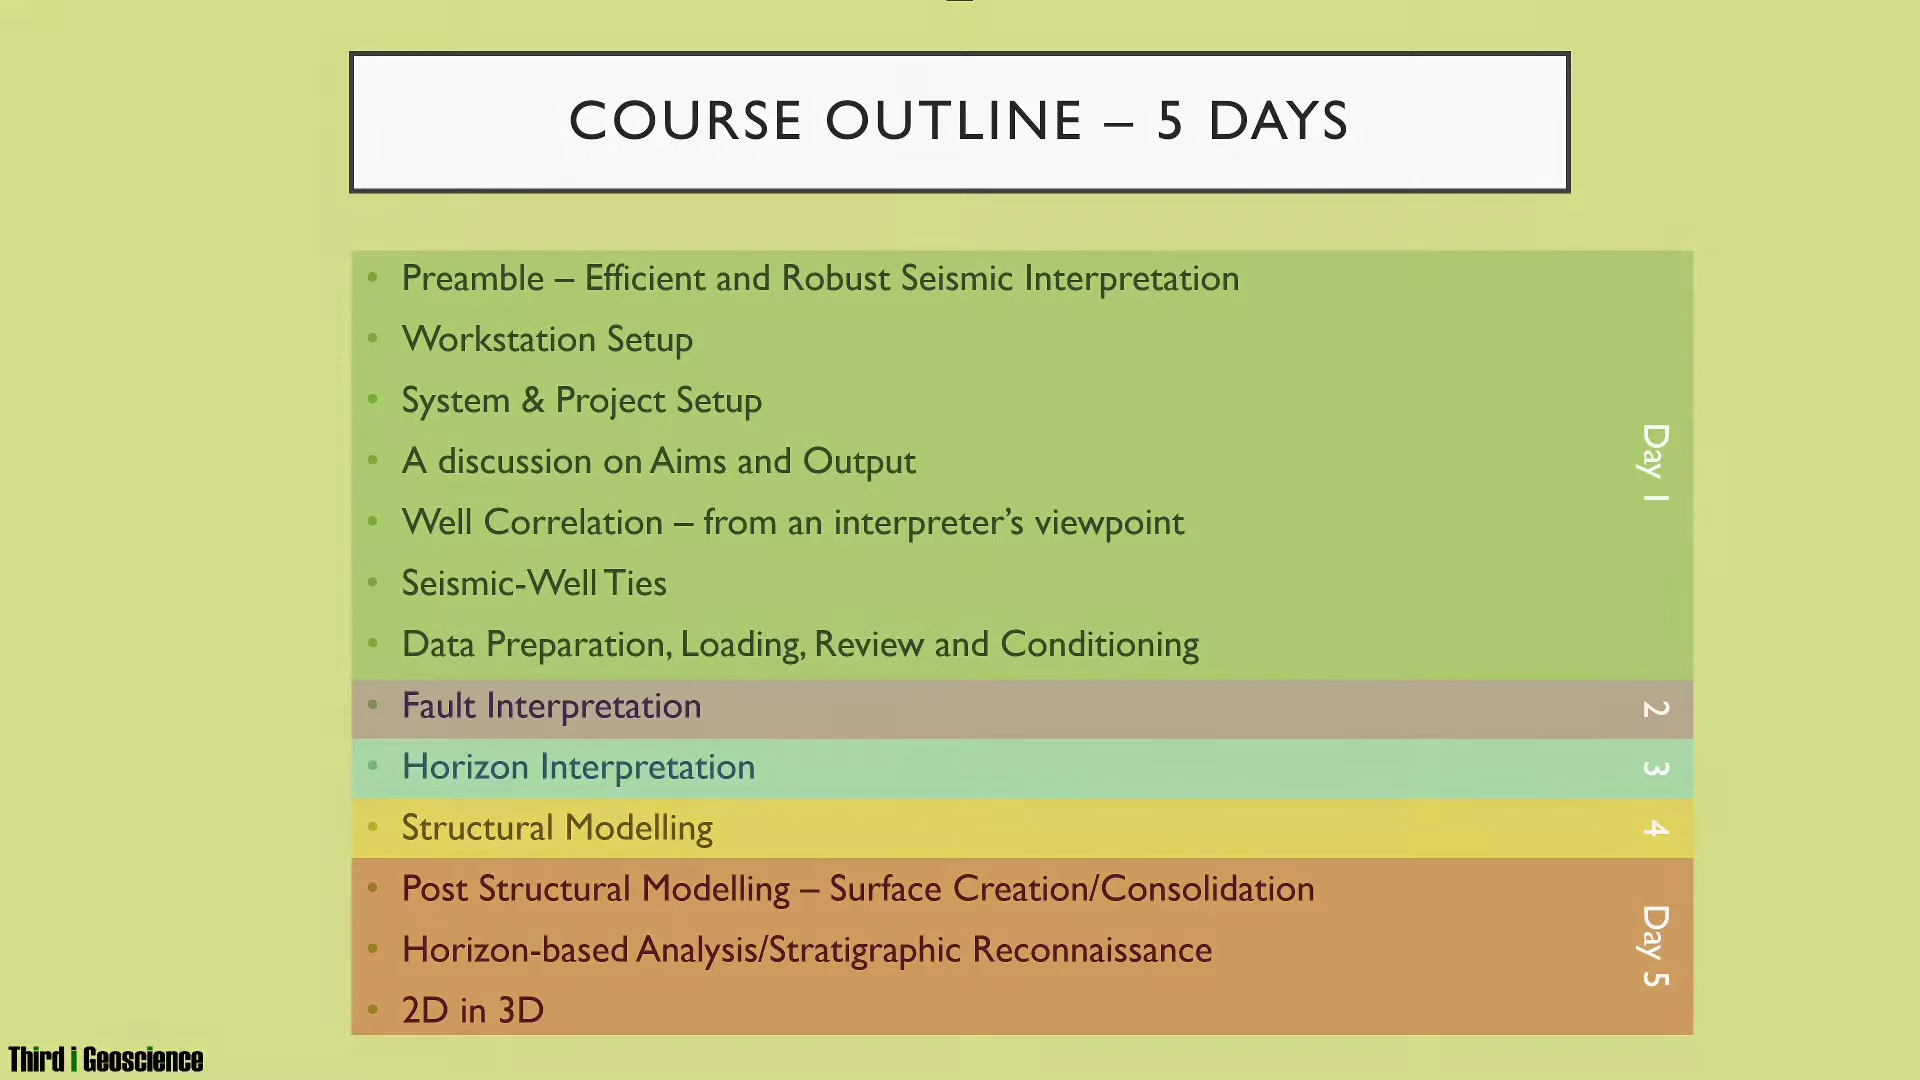 COURSE OUTLINE – 5 DAYS
• Preamble – Efficient and Robust Seismic Interpretation
• Workstation Setup
• System & Project Setup
• A discussion on Aims and Output
• Well Correlation – from an interpreter’s viewpoint
• Seismic-Well Ties
• Data Preparation, Loading, Review and Conditioning
Day 1
• Fault Interpretation
2
• Horizon Interpretation
3
• Structural Modelling
4
• Post Structural Modelling – Surface Creation/Consolidation
• Horizon-based Analysis/Stratigraphic Reconnaissance
• 2D in 3D
Day 5
Third i Geoscience